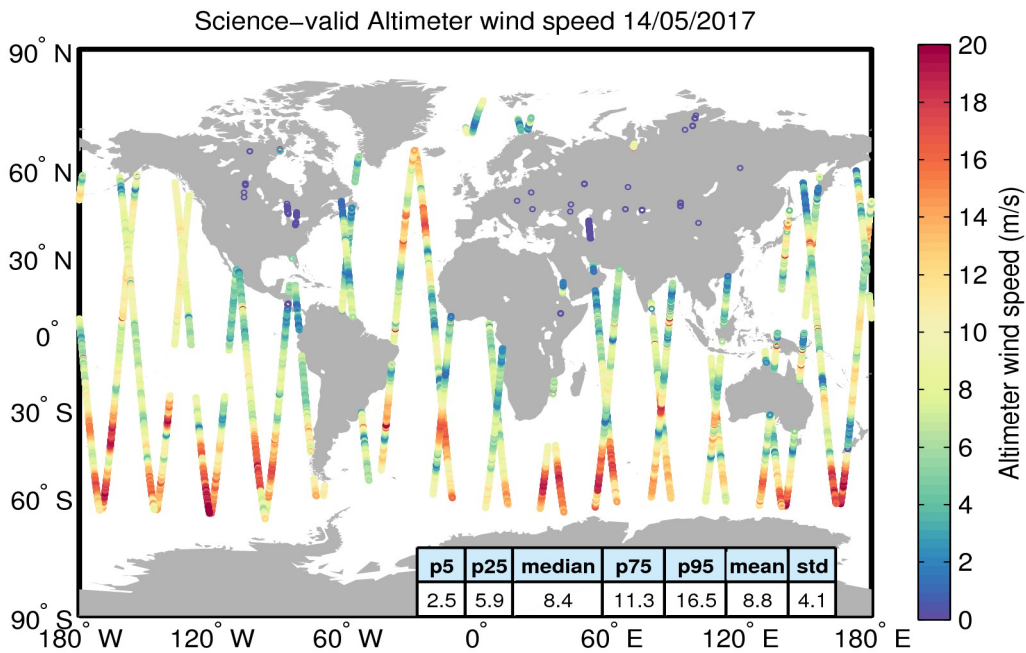 Science−valid Altimeter wind speed 14/05/2017
90° N
60° N
30° N
0°
30° S
60° S
90° S
180° W
120° W
60° W
0°
60° E
120° E
180° E
p5 p25 median p75 p95 mean std
2.5 5.9 8.4 11.3 16.5 8.8 4.1
20
18
16
14
12
10
8
6
4
2
0
Altimeter wind speed (m/s)